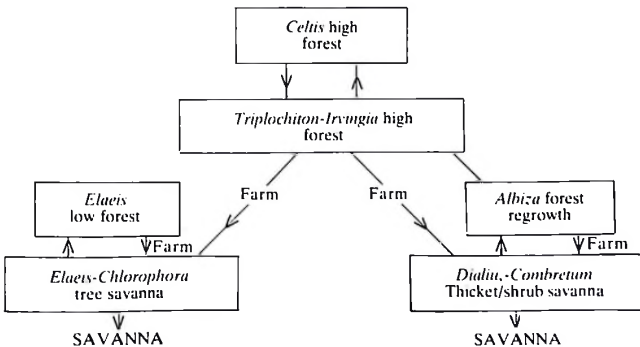 Celtis high
forest
Triplochiton-Irvingia high
forest
Farm
Farm
Elaeis
low forest
Albiza forest
regrowth
Farm
Farm
Elaeis-Chlorophora
tree savanna
Dialiu,-Combretum
Thicket/shrub savanna
SAVANNA
SAVANNA